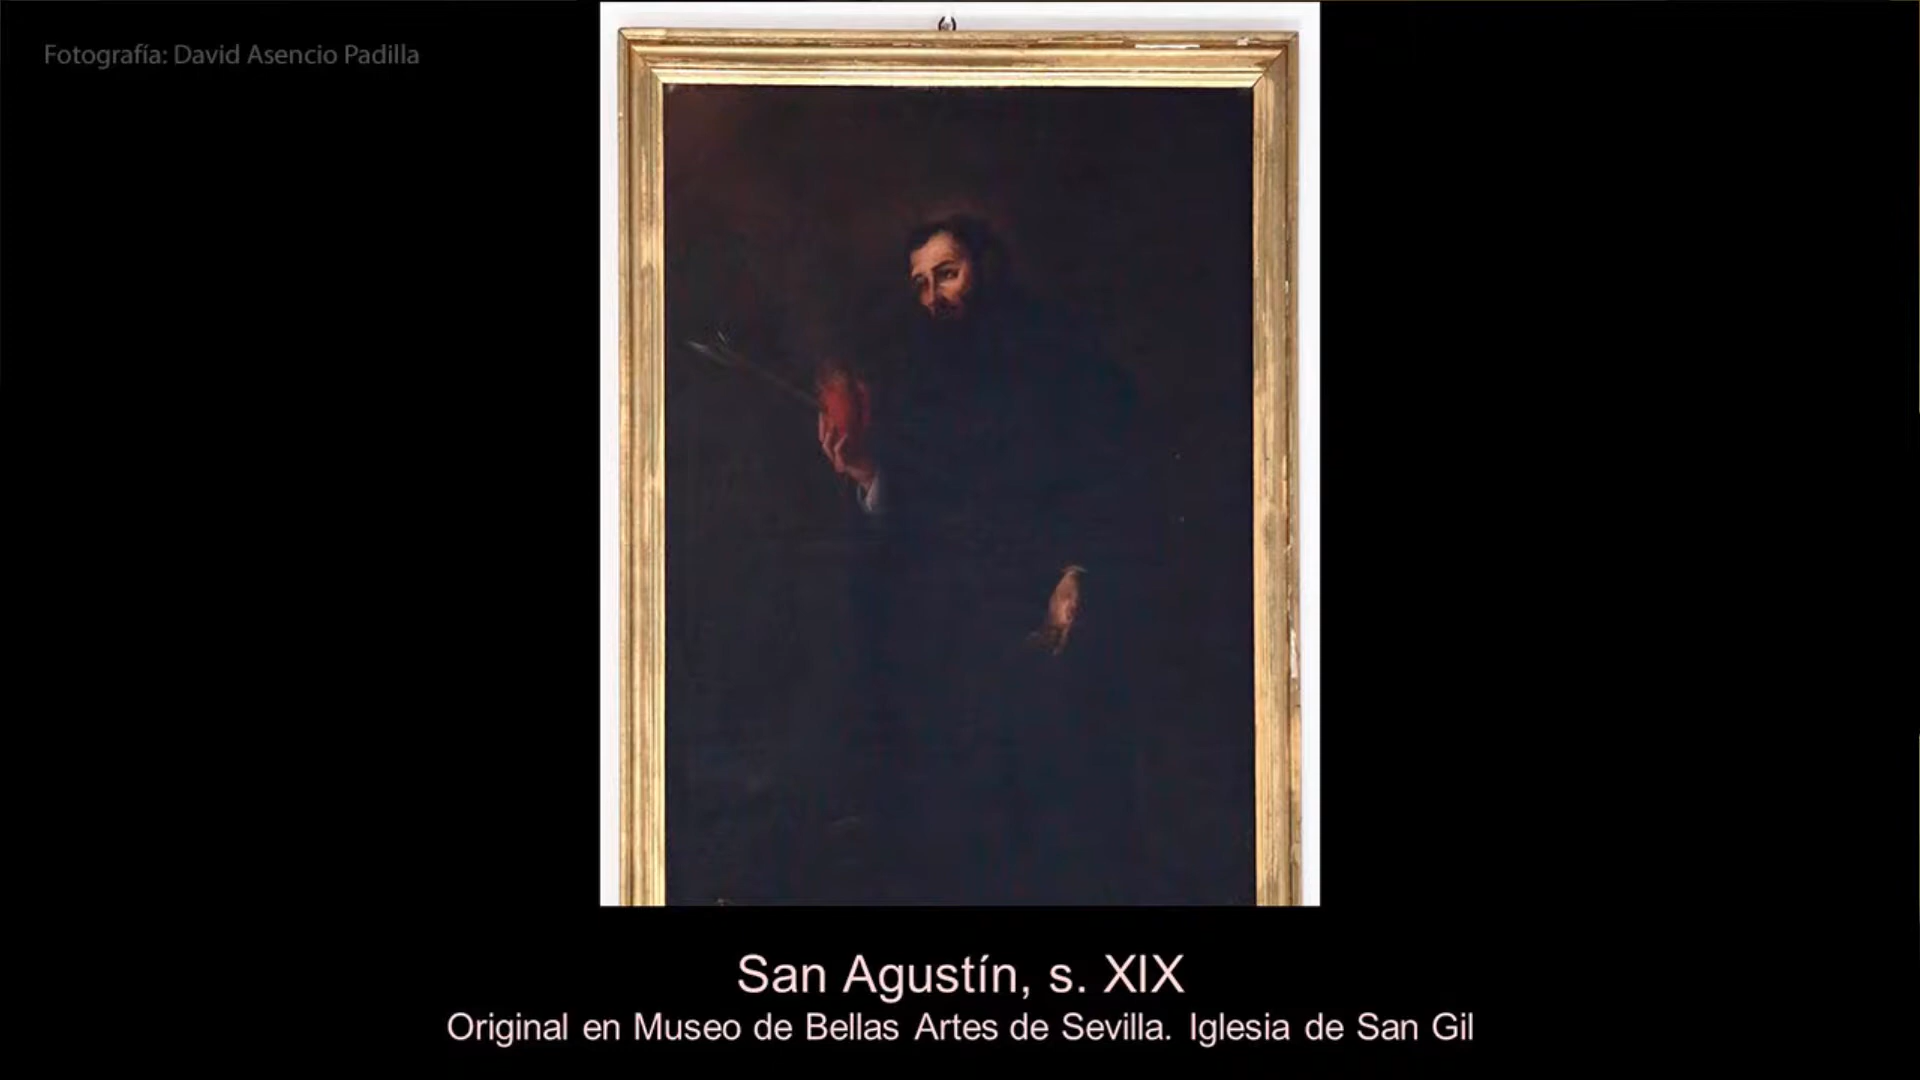 Fotografía: David Asencio Padilla
San Agustín, s. XIX
Original en Museo de Bellas Artes de Sevilla. Iglesia de San Gil